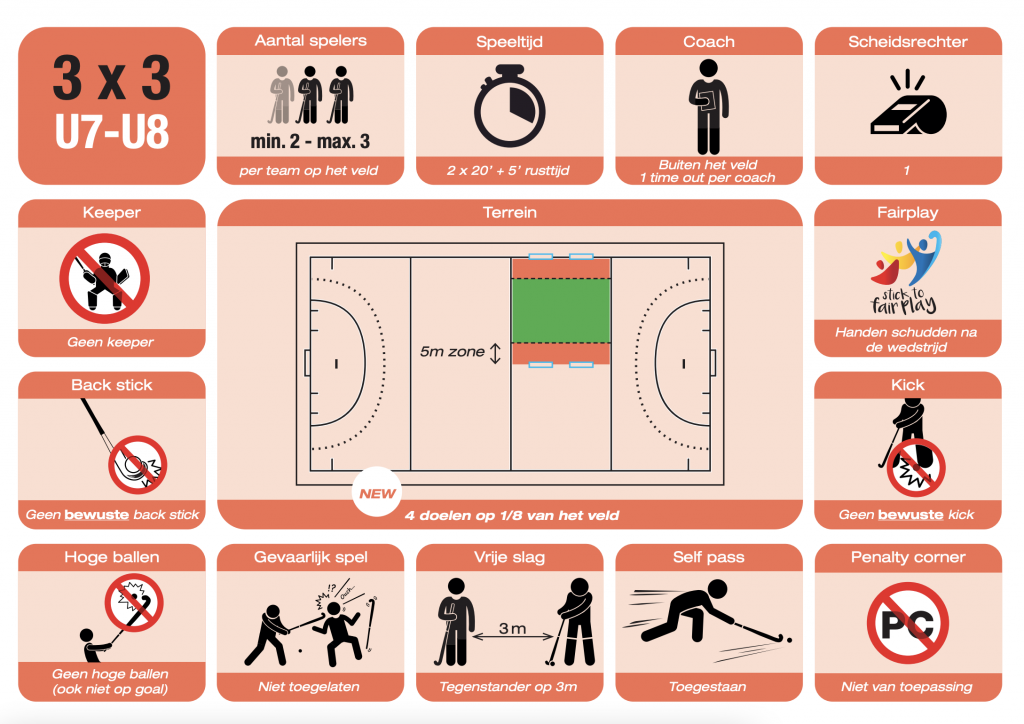 3 x 3
U7-U8
Aantal spelers
min. 2 - max. 3
per team op het veld
Speeltijd
2 x 20' + 5' rusttijd
Coach
Buiten het veld
1 time out per coach
Scheidsrechter
1
Keeper
Geen keeper
Terrein
5m zone
NEW
4 doelen op 1/8 van het veld
Fairplay
stick to
fairplay
Handen schudden na
de wedstrijd
Back stick
Geen bewuste back stick
Kick
Geen bewuste kick
Hoge ballen
Geen hoge ballen
(ook niet op goal)
Gevaarlijk spel
!?
Ouch...
Niet toegelaten
Vrije slag
3 m
Tegenstander op 3m
Self pass
Toegestaan
Penalty corner
PC
Niet van toepassing